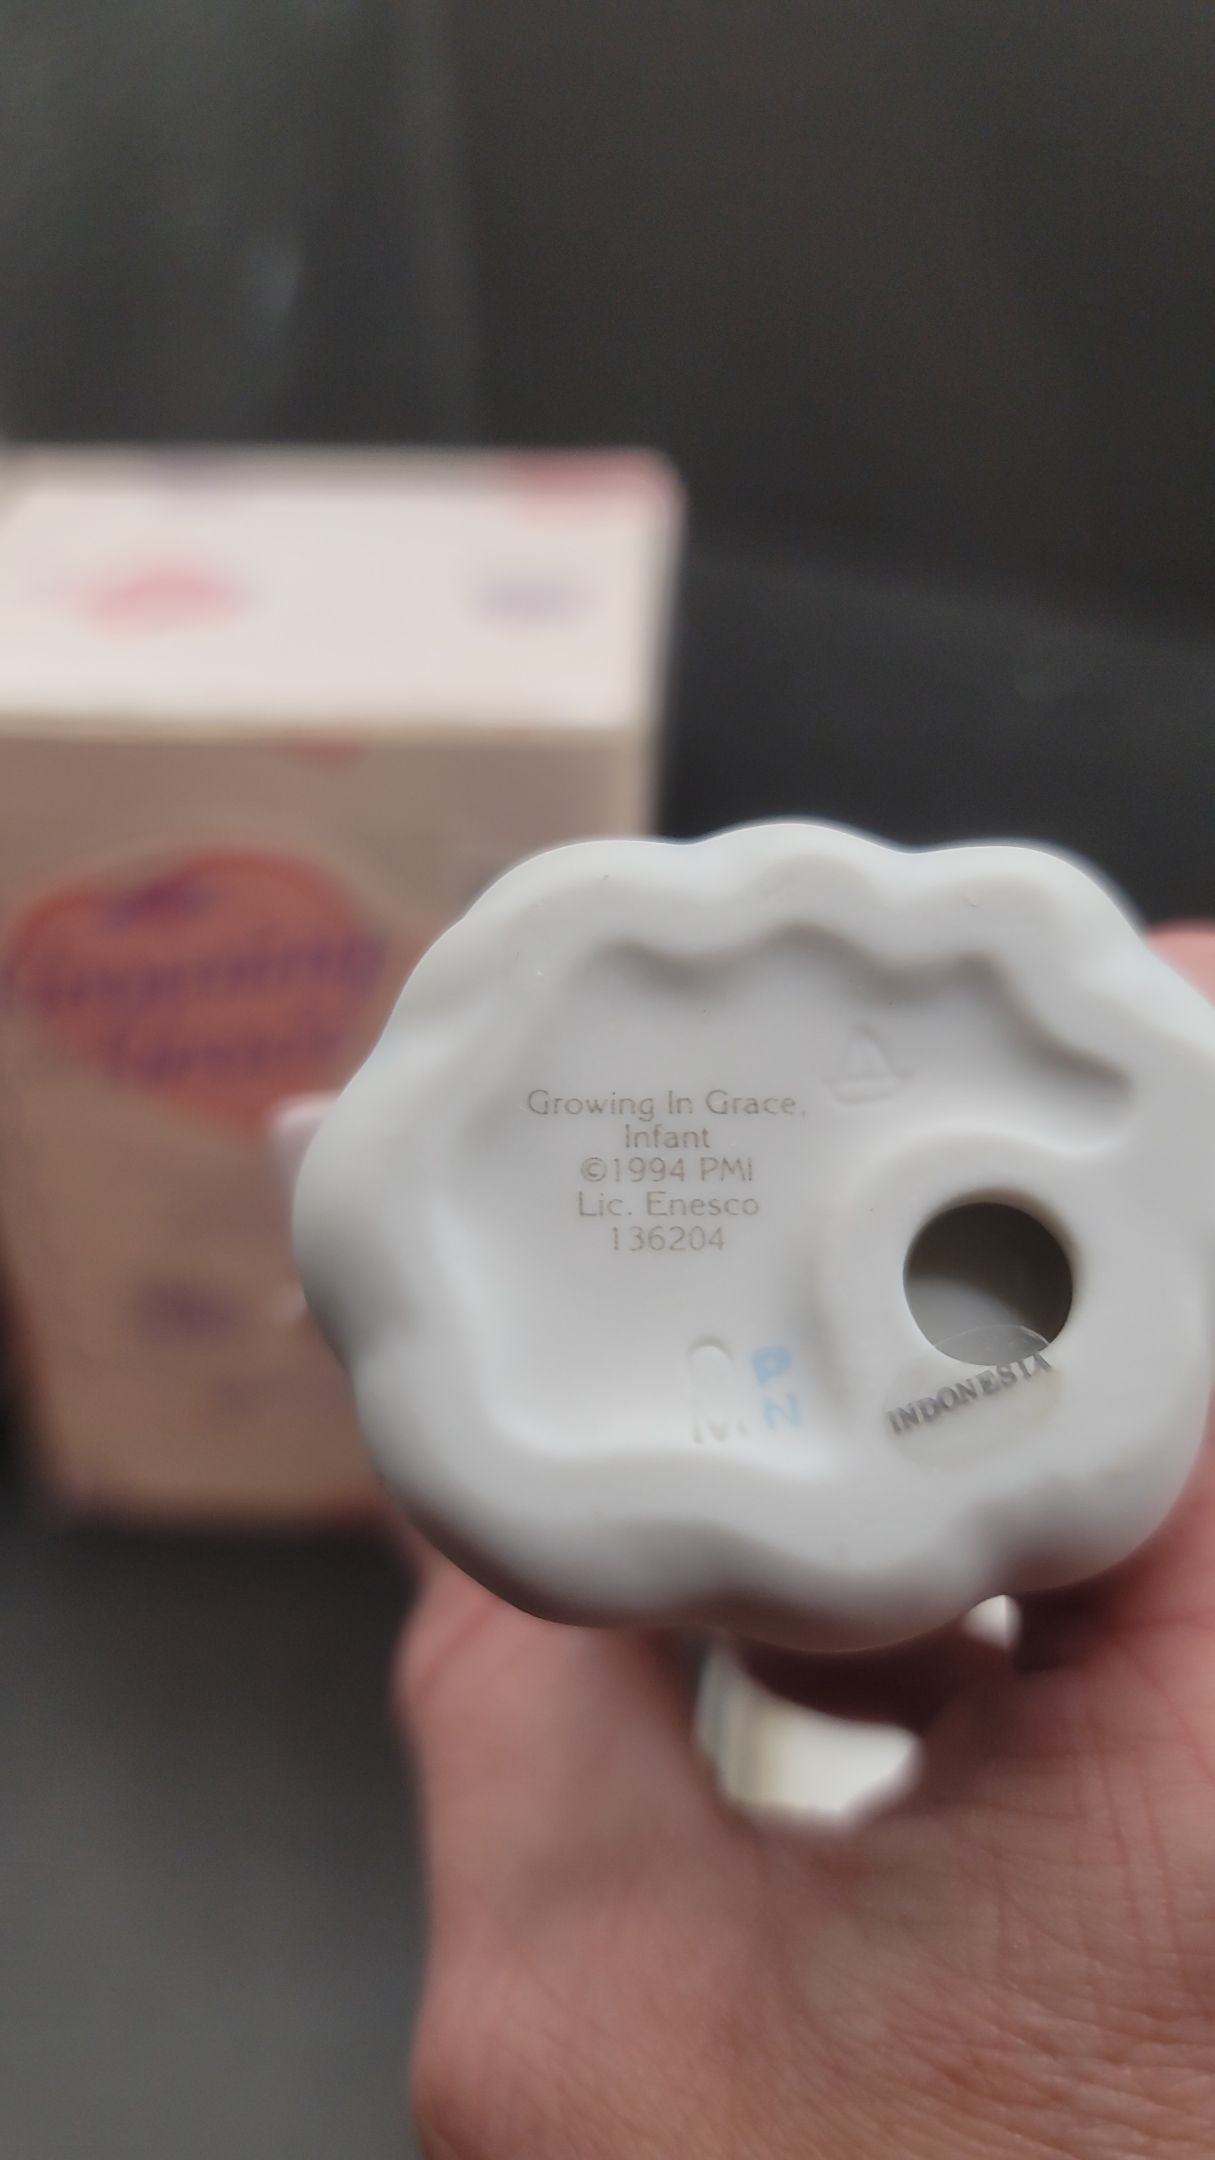 Growing In Grace,
Infant
©1994 PMI
Lic. Enesco
136204
INDONESIA